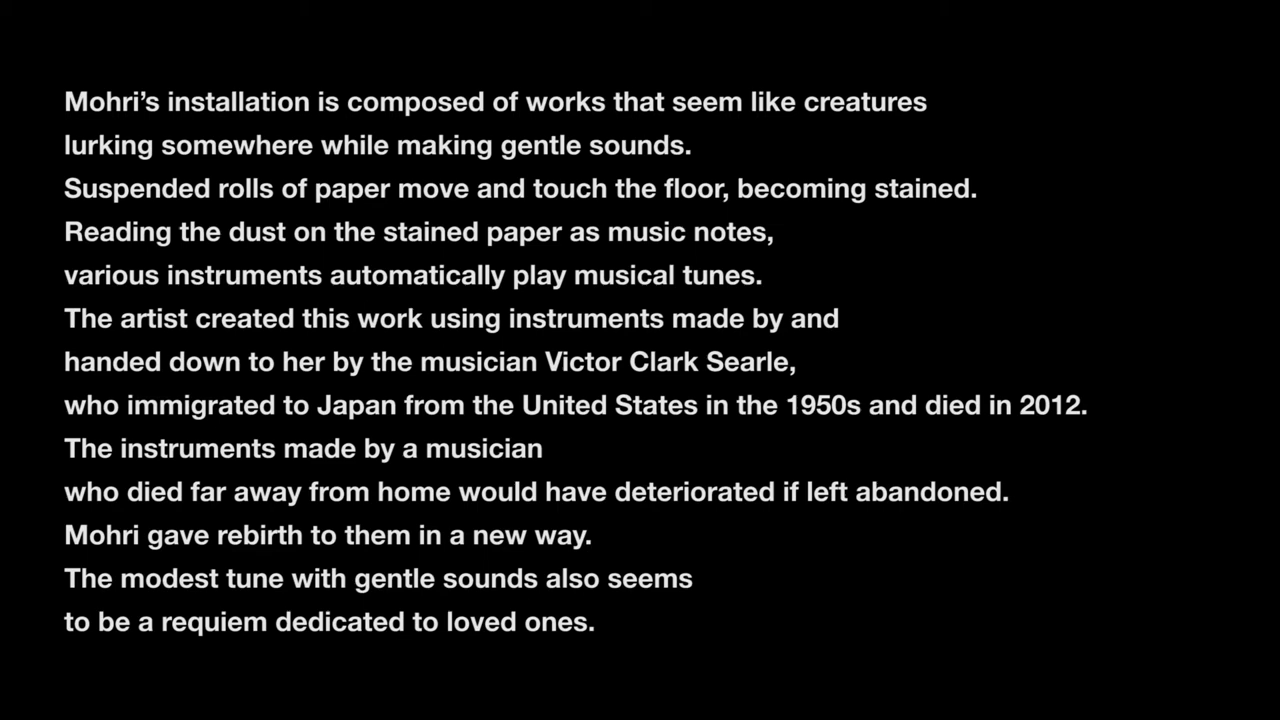 Mohri’s installation is composed of works that seem like creatures
lurking somewhere while making gentle sounds.
Suspended rolls of paper move and touch the floor, becoming stained.
Reading the dust on the stained paper as music notes,
various instruments automatically play musical tunes.
The artist created this work using instruments made by and
handed down to her by the musician Victor Clark Searle,
who immigrated to Japan from the United States in the 1950s and died in 2012.
The instruments made by a musician
who died far away from home would have deteriorated if left abandoned.
Mohri gave rebirth to them in a new way.
The modest tune with gentle sounds also seems
to be a requiem dedicated to loved ones.